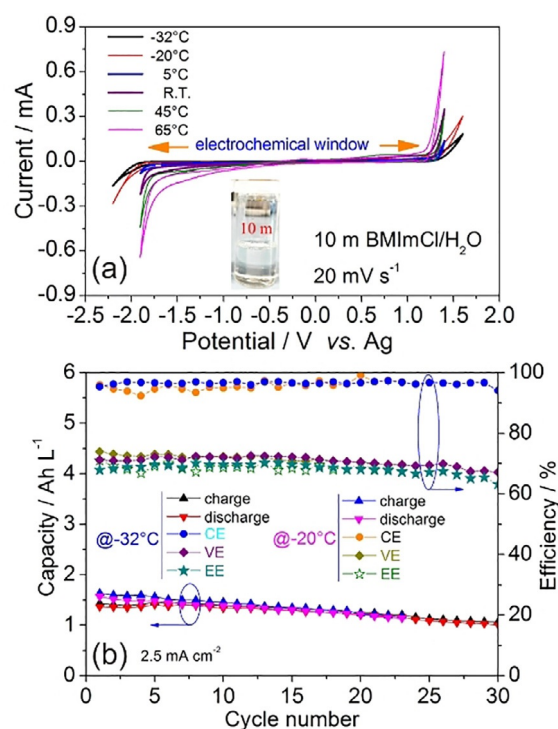 0.9
0.6
0.3
0.0
-0.3
-0.6
-0.9
Current / mA
-32°C
-20°C
5°C
R.T.
45°C
65°C
electrochemical window
10 m
10 m BMImCl/H₂O
20 mV s⁻¹
(a)
-2.5 -2.0 -1.5 -1.0 -0.5 0.0 0.5 1.0 1.5 2.0
Potential / V vs. Ag
6
5
4
3
2
1
0
Capacity / Ah L⁻¹
100
80
60
40
20
0
Efficiency / %
@-32°C
charge
discharge
CE
VE
EE
@-20°C
charge
discharge
CE
VE
EE
(b)
2.5 mA cm⁻²
0 5 10 15 20 25 30
Cycle number